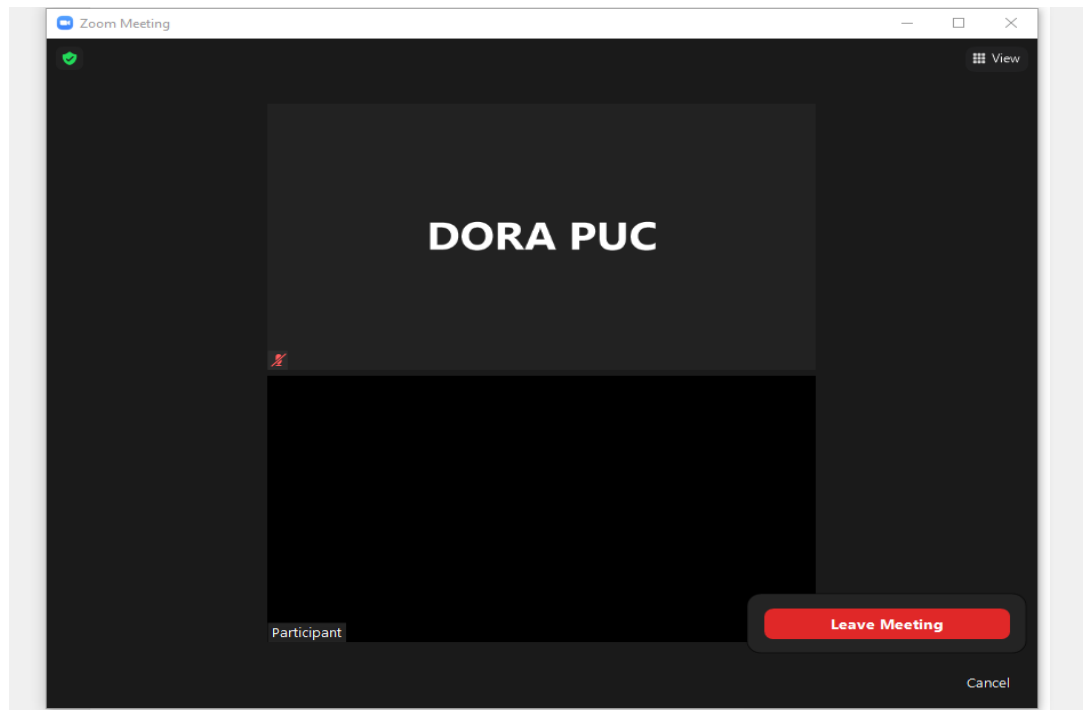 Zoom Meeting
View
DORA PUC
Participant
Leave Meeting
Cancel